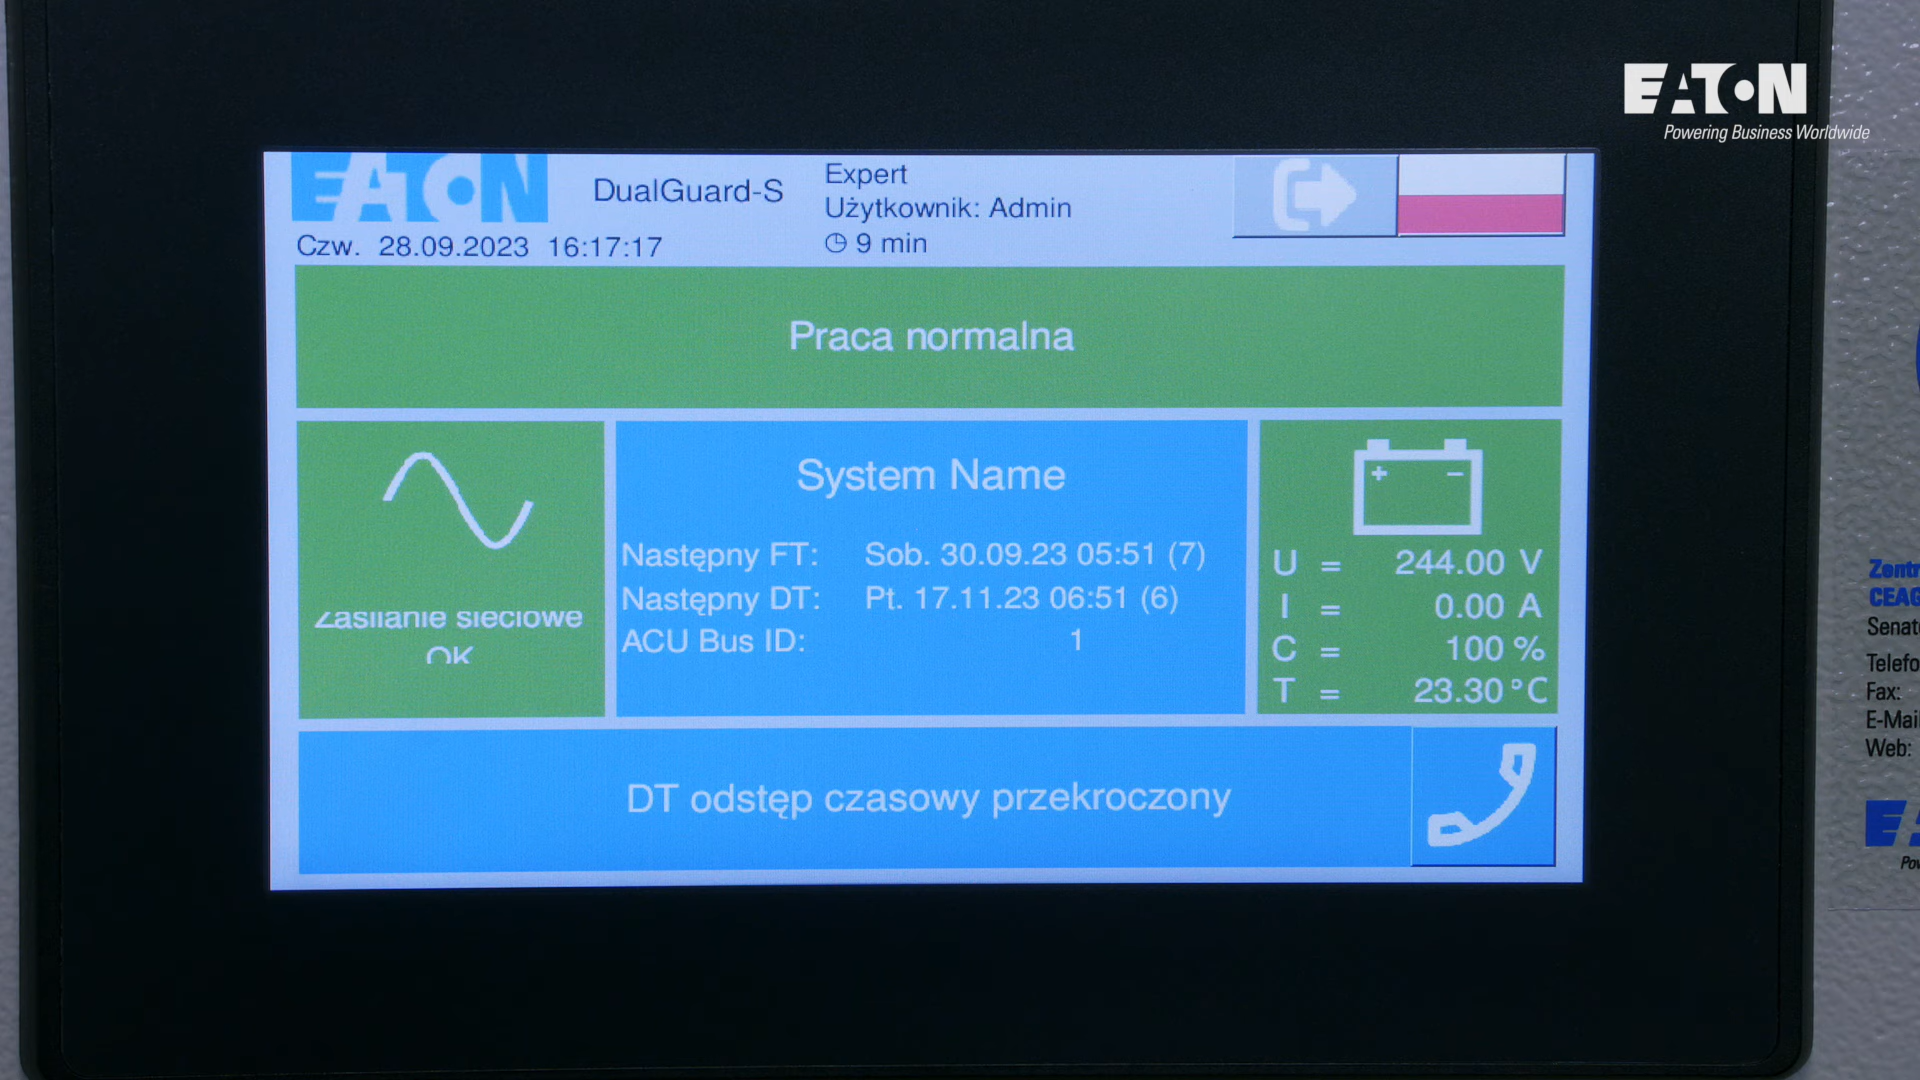 EATON
Powering Business Worldwide
EATON
DualGuard-S
Expert
Użytkownik: Admin
9 min
Czw. 28.09.2023 16:17:17
Praca normalna
Zasilanie sieciowe
OK
System Name
Następny FT: Sob. 30.09.23 05:51 (7)
Następny DT: Pt. 17.11.23 06:51 (6)
ACU Bus ID: 1
+ −
U = 244.00 V
I = 0.00 A
C = 100 %
T = 23.30 °C
DT odstęp czasowy przekroczony
CEAG
Fax:
Web: